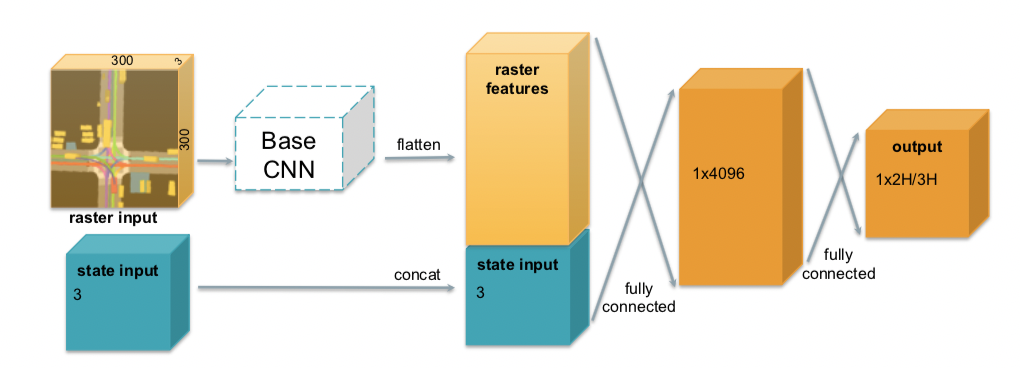 300
3
300
raster input
Base
CNN
flatten
raster
features
state input
3
concat
state input
3
fully
connected
1x4096
fully
connected
output
1x2H/3H